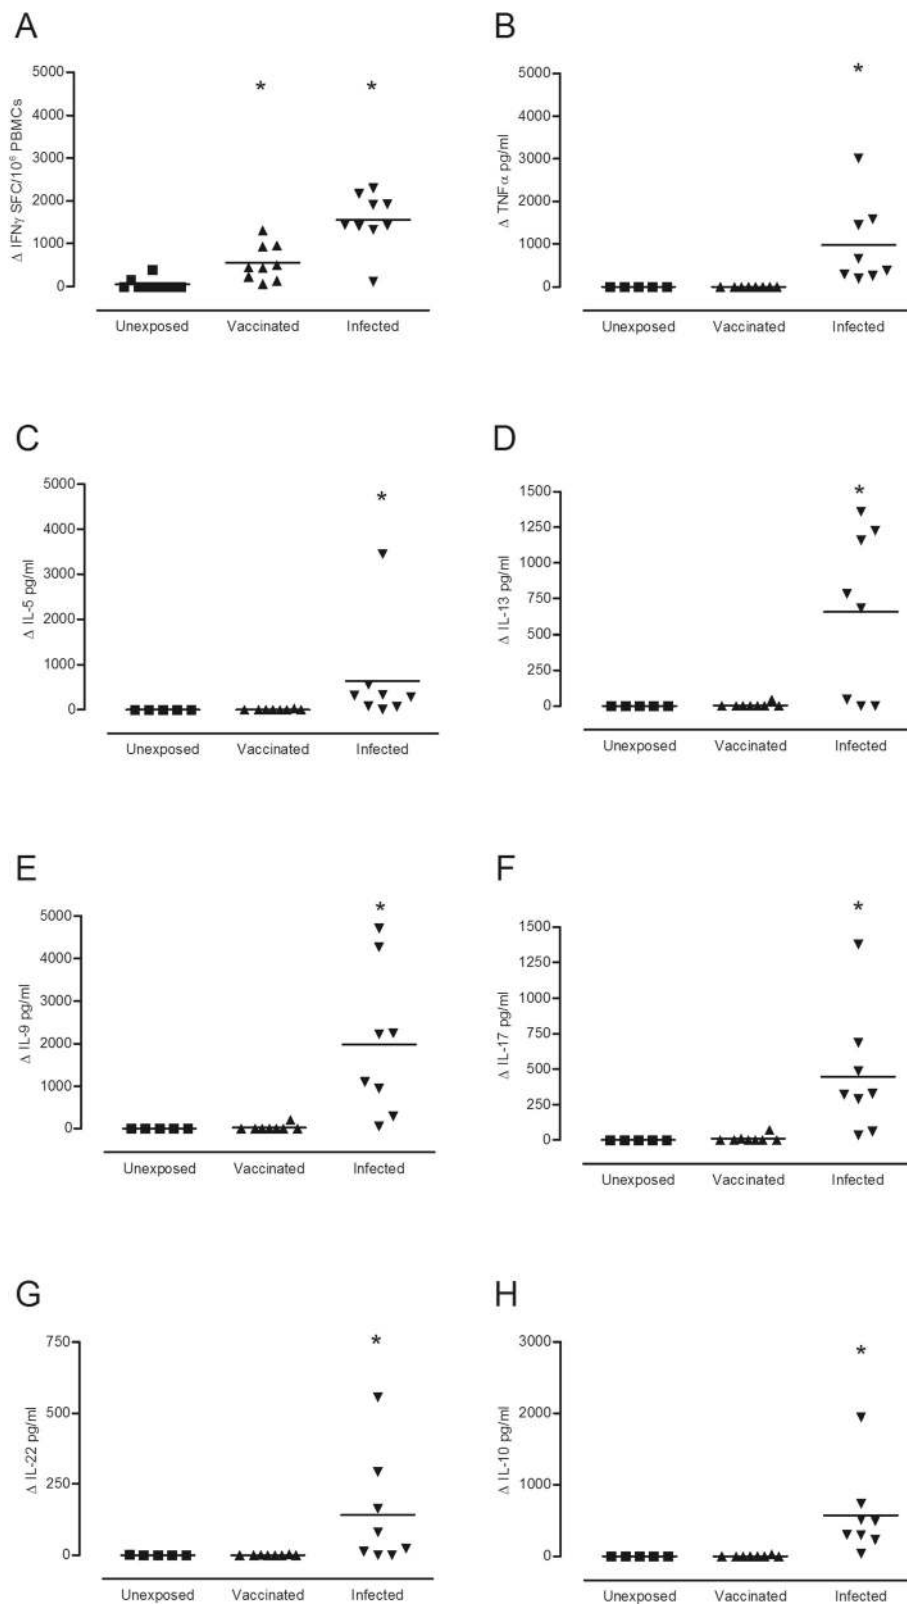 A
5000
4000
3000
2000
1000
0
Δ IFNγ SFC/10⁶ PBMCs
*
*
Unexposed
Vaccinated
Infected
B
5000
4000
3000
2000
1000
0
Δ TNFα pg/ml
*
Unexposed
Vaccinated
Infected
C
5000
4000
3000
2000
1000
0
Δ IL-5 pg/ml
*
Unexposed
Vaccinated
Infected
D
1500
1250
1000
750
500
250
0
Δ IL-13 pg/ml
*
Unexposed
Vaccinated
Infected
E
5000
4000
3000
2000
1000
0
Δ IL-9 pg/ml
*
Unexposed
Vaccinated
Infected
F
1500
1250
1000
750
500
250
0
Δ IL-17 pg/ml
*
Unexposed
Vaccinated
Infected
G
750
500
250
0
Δ IL-22 pg/ml
*
Unexposed
Vaccinated
Infected
H
3000
2000
1000
0
Δ IL-10 pg/ml
*
Unexposed
Vaccinated
Infected